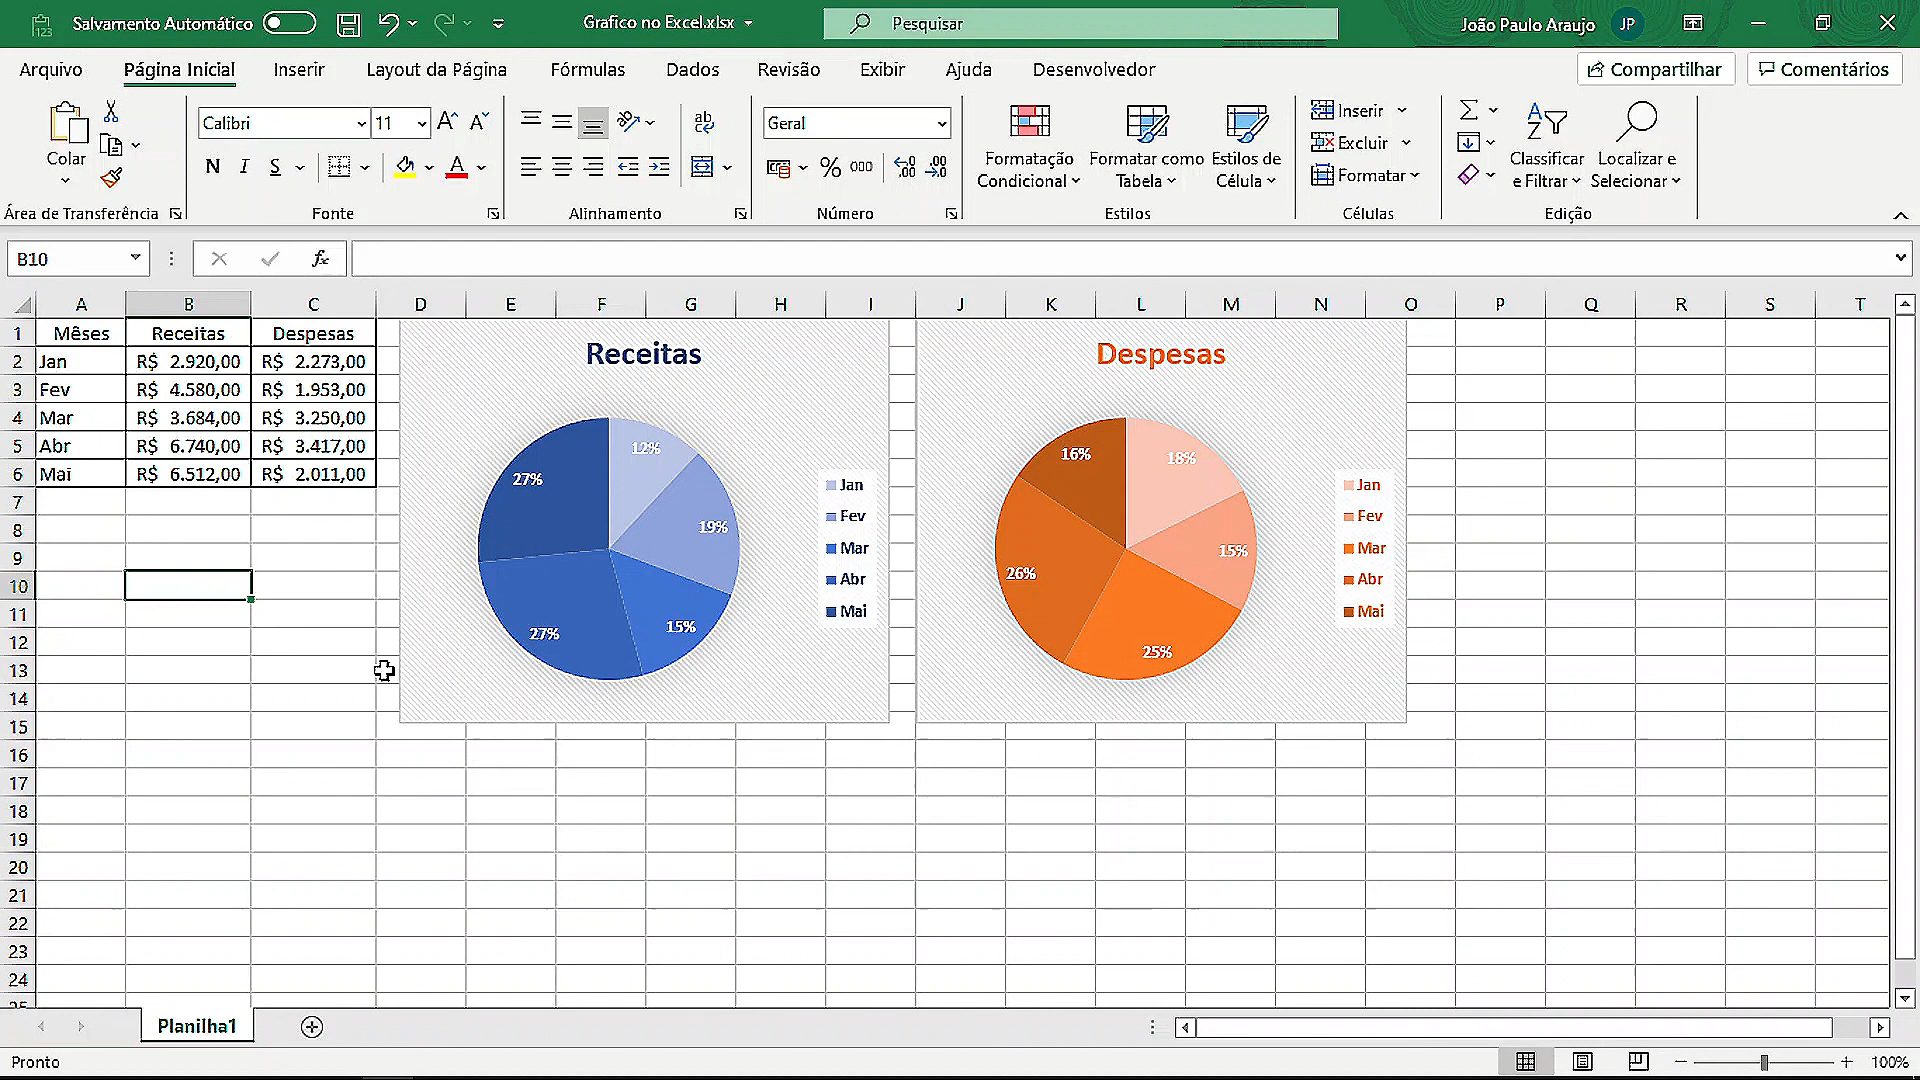 Salvamento Automático
Grafico no Excel.xlsx
Pesquisar
João Paulo Araujo JP
Arquivo Página Inicial Inserir Layout da Página Fórmulas Dados Revisão Exibir Ajuda Desenvolvedor
Compartilhar Comentários
Colar
Área de Transferência
Calibri 11
N I S
Fonte
ab
Alinhamento
Geral
% 000
Número
Formatação Condicional
Formatar como Tabela
Estilos de Célula
Estilos
Inserir
Excluir
Formatar
Células
Classificar e Filtrar
Localizar e Selecionar
Edição
B10 fx
A B C D E F G H I J K L M N O P Q R S T
1 Mêses Receitas Despesas
2 Jan R$ 2.920,00 R$ 2.273,00
3 Fev R$ 4.580,00 R$ 1.953,00
4 Mar R$ 3.684,00 R$ 3.250,00
5 Abr R$ 6.740,00 R$ 3.417,00
6 Mai R$ 6.512,00 R$ 2.011,00
7
8
9
10
11
12
13
14
15
16
17
18
19
20
21
22
23
24
25
Receitas
12%
19%
15%
27%
27%
Jan
Fev
Mar
Abr
Mai
Despesas
18%
15%
25%
26%
16%
Jan
Fev
Mar
Abr
Mai
Planilha1
Pronto
100%